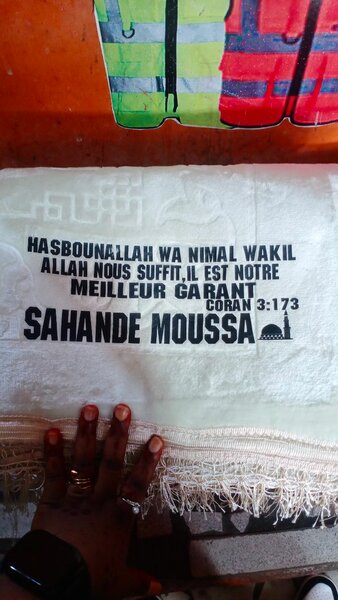 HASBOUNALLAH WA NIMAL WAKIL
ALLAH NOUS SUFFIT,IL EST NOTRE
MEILLEUR GARANT
CORAN 3:173
SAHANDE MOUSSA